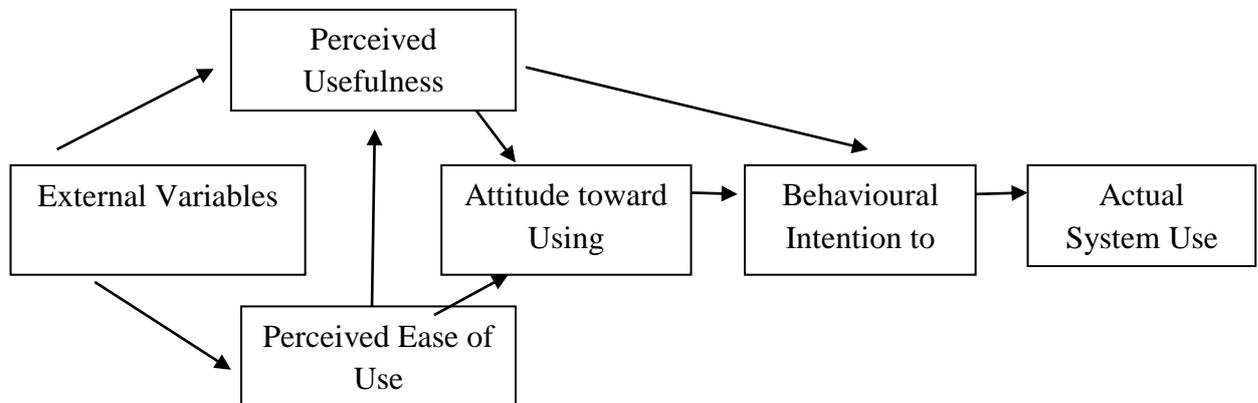 Perceived
Usefulness
External Variables
Attitude toward
Using
Behavioural
Intention to
Actual
System Use
Perceived Ease of
Use